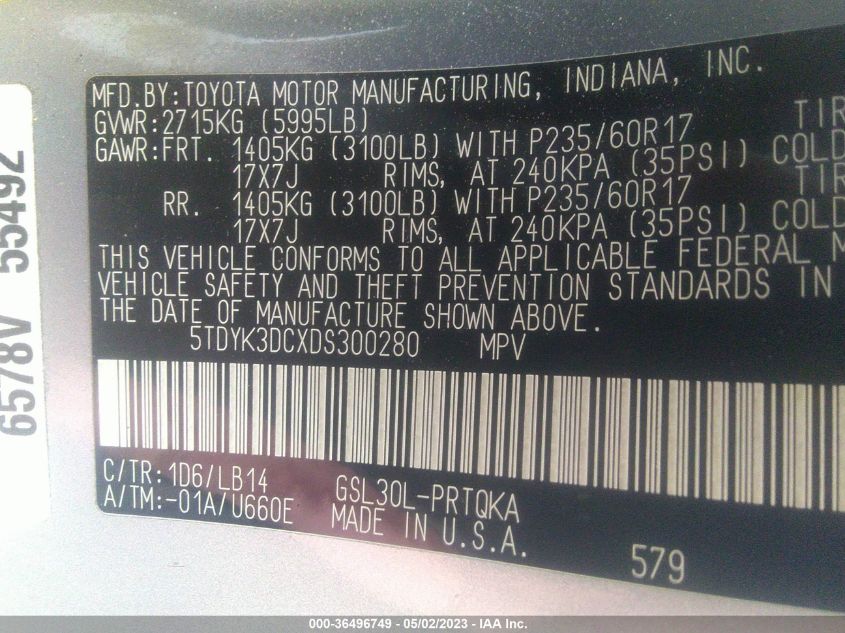 MFD.BY:TOYOTA MOTOR MANUFACTURING, INDIANA, INC.
GVWR:2715KG (5995LB)
GAWR:FRT. 1405KG (3100LB) WITH P235/60R17 TIR
17X7J RIMS, AT 240KPA (35PSI) COLD
RR. 1405KG (3100LB) WITH P235/60R17 TIR
17X7J RIMS, AT 240KPA (35PSI) COLD
THIS VEHICLE CONFORMS TO ALL APPLICABLE FEDERAL M
VEHICLE SAFETY AND THEFT PREVENTION STANDARDS IN
THE DATE OF MANUFACTURE SHOWN ABOVE.
5TDYK3DCXDS300280 MPV
C/TR:1D6/LB14 GSL30L-PRTQKA
A/TM:-01A/U660E MADE IN U.S.A.
579
6578V 55492
000-36496749 — 05/02/2023 — IAA Inc.